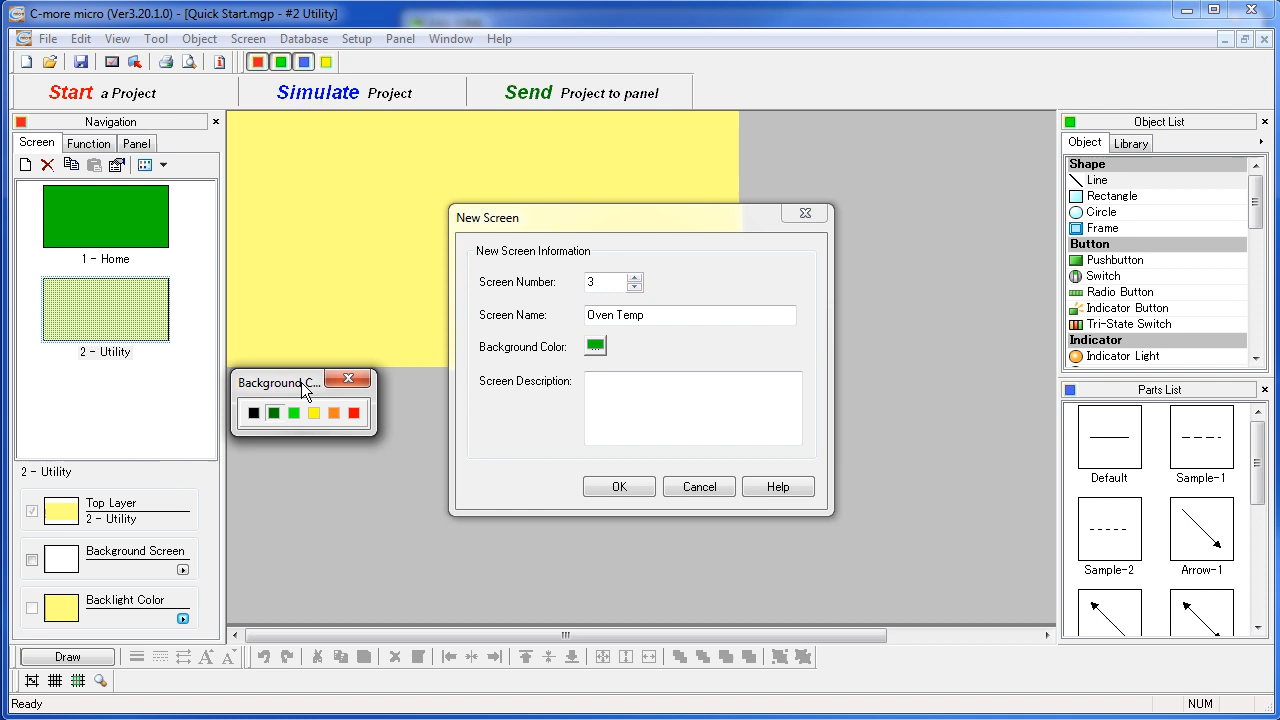 C-more micro (Ver3.20.1.0) - [Quick Start.mgp - #2 Utility]
File Edit View Tool Object Screen Database Setup Panel Window Help
Start a Project Simulate Project Send Project to panel
Navigation
Screen Function Panel
1 - Home
2 - Utility
2 - Utility
Top Layer
2 - Utility
Background Screen
Backlight Color
Background C...
New Screen
New Screen Information
Screen Number: 3
Screen Name: Oven Temp
Background Color:
Screen Description:
OK Cancel Help
Object List
Object Library
Shape
Line
Rectangle
Circle
Frame
Button
Pushbutton
Switch
Radio Button
Indicator Button
Tri-State Switch
Indicator
Indicator Light
Parts List
Default Sample-1
Sample-2 Arrow-1
Draw
Ready NUM